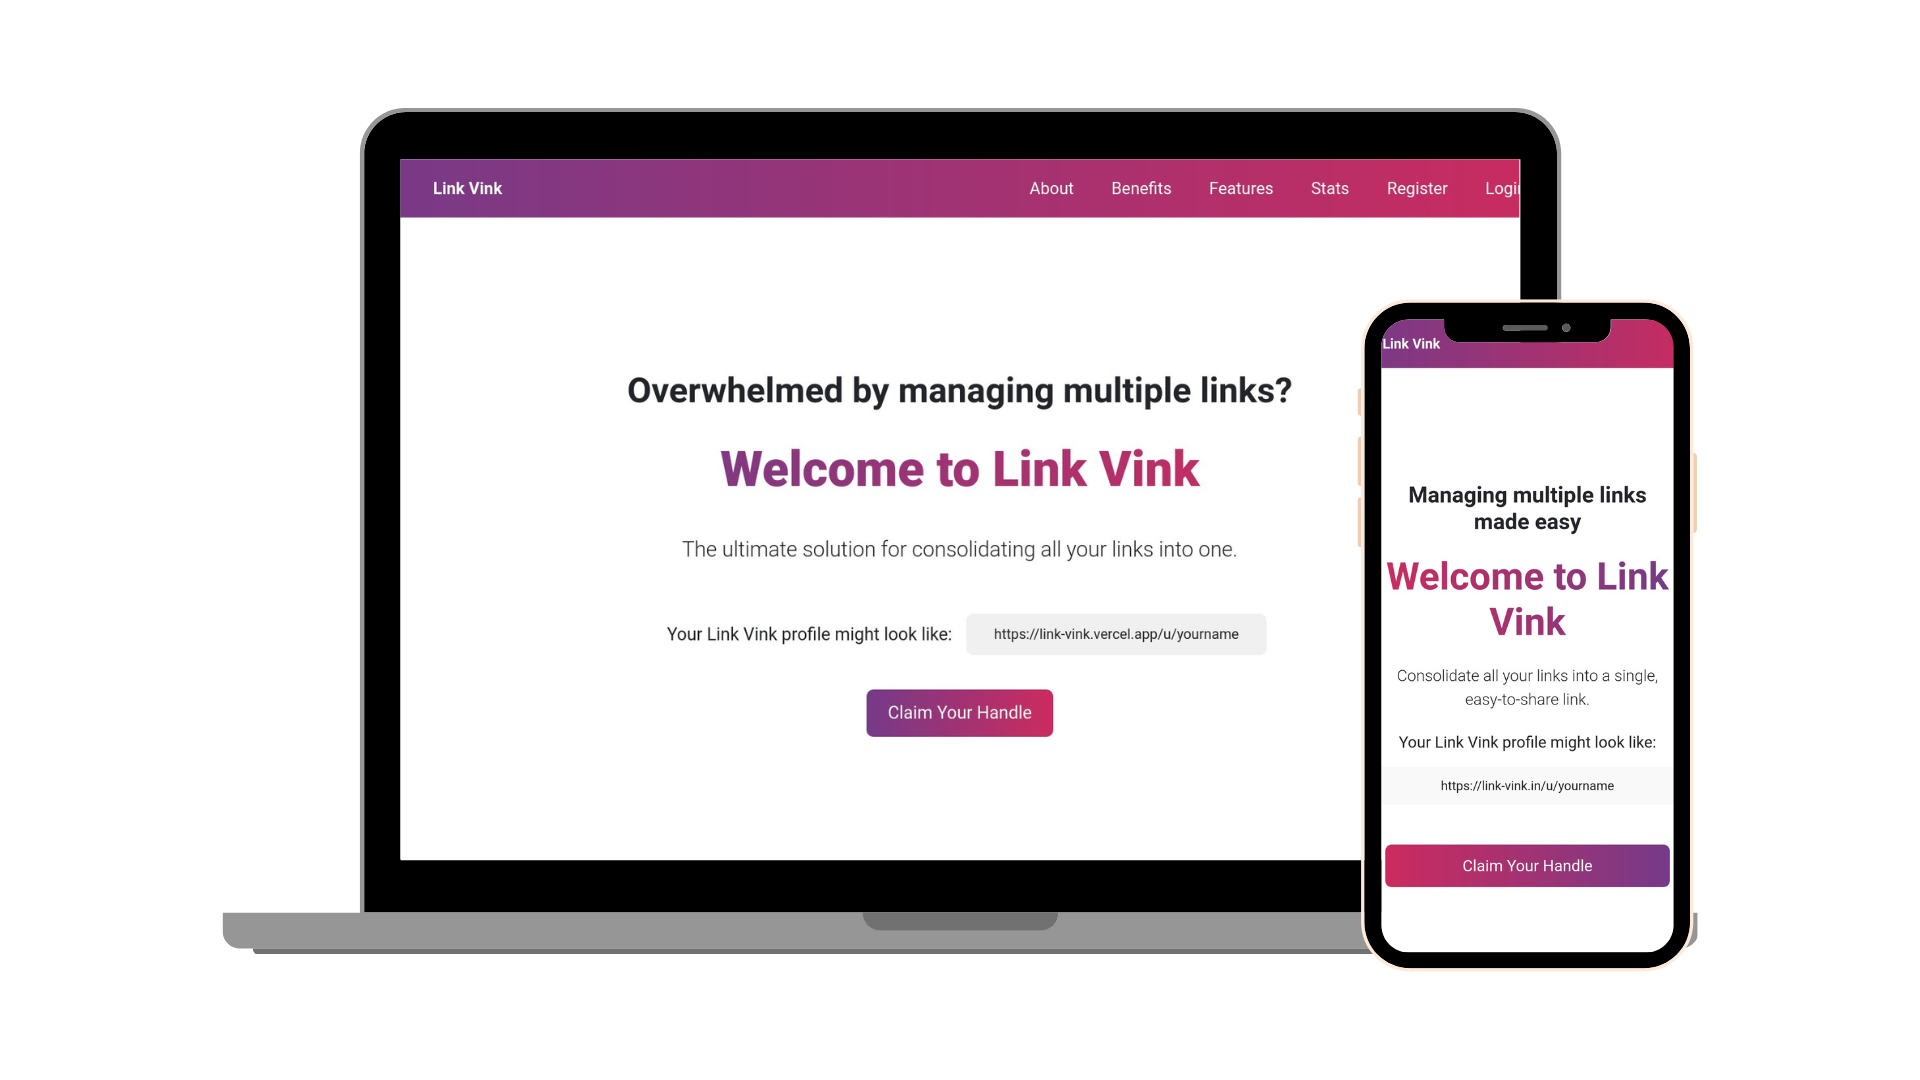 Link Vink
About Benefits Features Stats Register Logi
Overwhelmed by managing multiple links?
Welcome to Link Vink
The ultimate solution for consolidating all your links into one.
Your Link Vink profile might look like: https://link-vink.vercel.app/u/yourname
Claim Your Handle
Link Vink
Managing multiple links
made easy
Welcome to Link
Vink
Consolidate all your links into a single,
easy-to-share link.
Your Link Vink profile might look like:
https://link-vink.in/u/yourname
Claim Your Handle